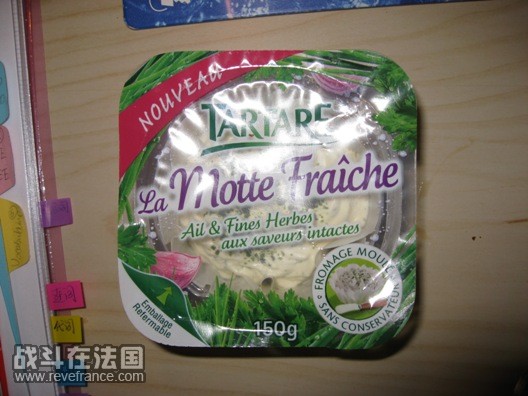 NOUVEAU
TARTARE
La Motte Fraîche
Ail & Fines Herbes
aux saveurs intactes
FROMAGE MOULÉ
SANS CONSERVATEUR
Emballage
Refermable
150g
战斗在法国
www.revefrance.com